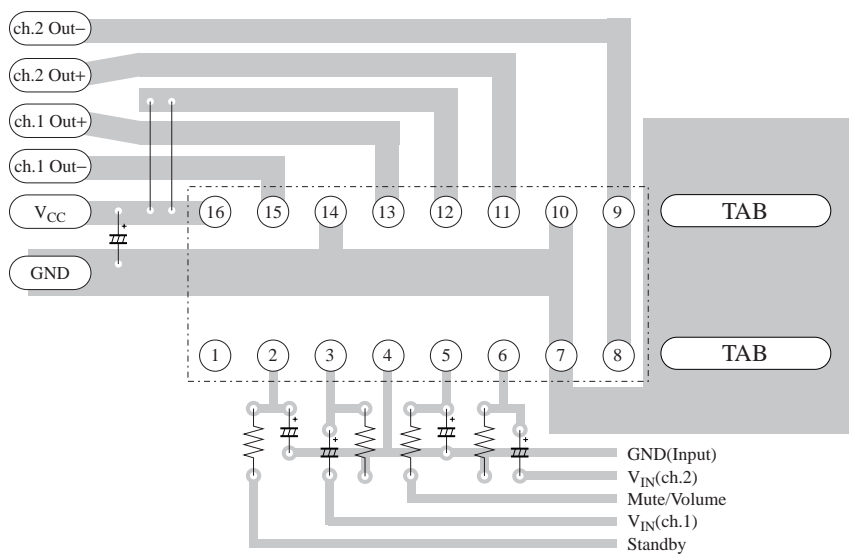 ch.2 Out−
ch.2 Out+
ch.1 Out+
ch.1 Out−
VCC
GND
16 15 14 13 12 11 10 9 TAB
1 2 3 4 5 6 7 8 TAB
+
+
+
+
+
GND(Input)
VIN(ch.2)
Mute/Volume
VIN(ch.1)
Standby